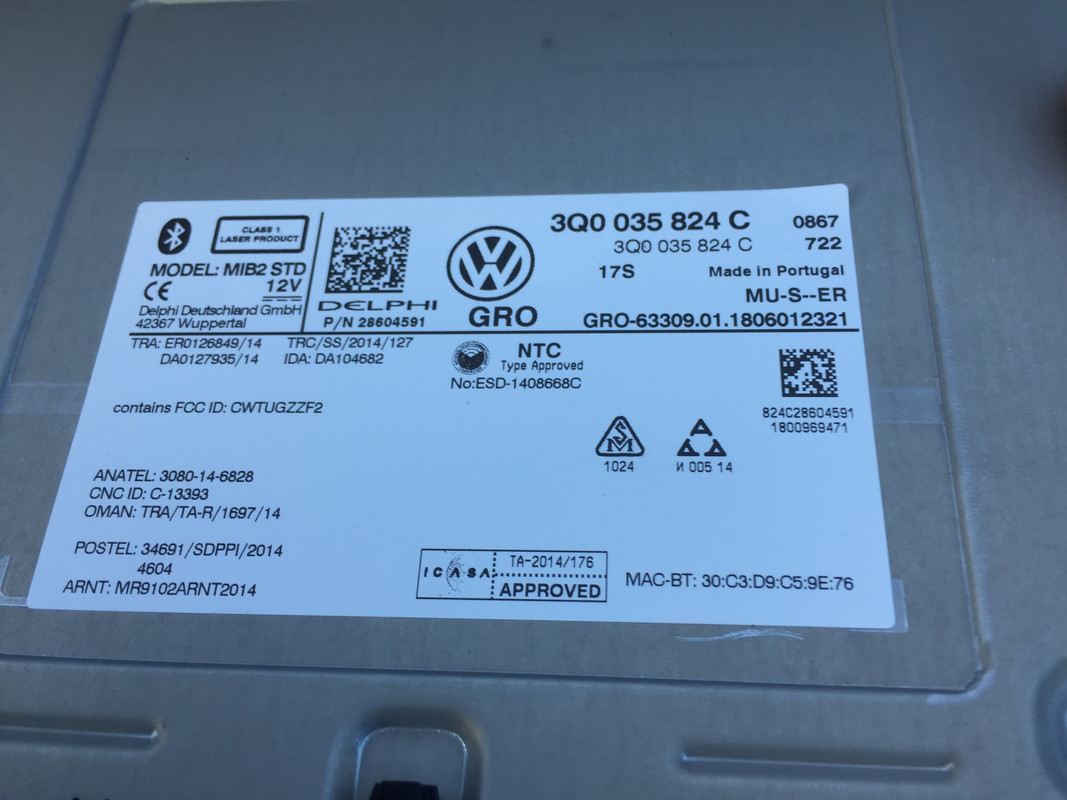 CLASS 1
LASER PRODUCT
MODEL: MIB2 STD
12V
CE
Delphi Deutschland GmbH
42367 Wuppertal
DELPHI
P/N 28604591
VW
GRO
3Q0 035 824 C 0867
3Q0 035 824 C 722
17S Made in Portugal
MU-S--ER
GRO-63309.01.1806012321
TRA: ER0126849/14 TRC/SS/2014/127
DA0127935/14 IDA: DA104682
NTC
Type Approved
No:ESD-1408668C
contains FCC ID: CWTUGZZF2
824C28604591
1800969471
SM
1024
AAA
И 005 14
ANATEL: 3080-14-6828
CNC ID: C-13393
OMAN: TRA/TA-R/1697/14
POSTEL: 34691/SDPPI/2014
4604
ARNT: MR9102ARNT2014
ICASA
TA-2014/176
APPROVED
MAC-BT: 30:C3:D9:C5:9E:76